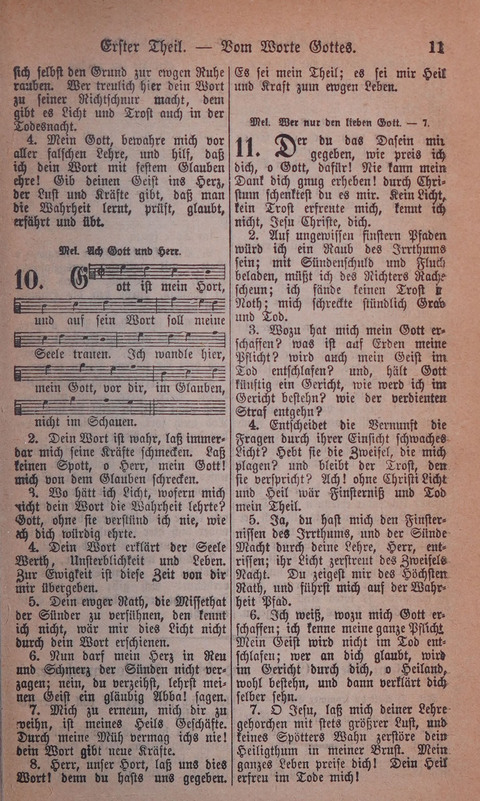 Erster Theil. — Vom Worte Gottes. 11
sich selbst den Grund zur ewgen Ruhe
rauben. Wer treulich hier dein Wort
zu seiner Richtschnur macht, dem
gibt es Licht und Trost auch in der
Todesnacht.
4. Mein Gott, bewahre mich vor
aller falschen Lehre, und hilf, daß
ich dein Wort mit festem Glauben
ehre! Gib deinen Geist ins Herz,
der Lust und Kräfte gibt, daß man
die Wahrheit lernt, prüft, glaubt,
erfährt und übt.
Mel. Ach Gott und Herr.
10. Gott ist mein Hort,
und auf sein Wort soll meine
Seele trauen. Ich wandle hier,
mein Gott, vor dir, im Glauben,
nicht im Schauen.
2. Dein Wort ist wahr, laß immer-
dar mich seine Kräfte schmecken. Laß
keinen Spott, o Herr, mein Gott!
mich von dem Glauben schrecken.
3. Wo hätt ich Licht, wofern mich
nicht dein Wort die Wahrheit lehrte?
Gott, ohne sie verstünd ich nie, wie
ich dich würdig ehrte.
4. Dein Wort erklärt der Seele
Werth, Unsterblichkeit und Leben.
Zur Ewigkeit ist diese Zeit von dir
mir übergeben.
5. Dein ewger Rath, die Missethat
der Sünder zu versühnen, den kennt
ich nicht, wär mir dies Licht nicht
durch dein Wort erschienen.
6. Nun darf mein Herz in Reu
und Schmerz der Sünden nicht ver-
zagen; nein, du verzeihst, lehrst mei-
nen Geist ein gläubig Abba! sagen.
7. Mich zu erneun, mich dir zu
weihn, ist meines Heils Geschäfte.
Durch meine Müh vermag ichs nie!
dein Wort gibt neue Kräfte.
8. Herr, unser Hort, laß uns dies
Wort! denn du hasts uns gegeben.
Es sei mein Theil; es sei mir Heil
und Kraft zum ewgen Leben.
Mel. Wer nur den lieben Gott. — 7.
11. Der du das Dasein mir
gegeben, wie preis ich
dich, o Gott, dafür! Nie kann mein
Dank dich gnug erheben! durch Chri-
stum schenktest du es mir. Kein Licht,
kein Trost erfreute mich, kennt ich
nicht, Jesu Christe, dich.
2. Auf ungewissen finstern Pfaden
würd ich ein Raub des Irrthums
sein; mit Sündenschuld und Fluch
beladen, müßt ich des Richters Rache
scheun; ich fände keinen Trost in
Noth; mich schreckte stündlich Grab
und Tod.
3. Wozu hat mich mein Gott er-
schaffen? was ist auf Erden meine
Pflicht? wird auch mein Geist im
Tod entschlafen? und, hält Gott
künftig ein Gericht, wie werd ich im
Gericht bestehn? wie der verdienten
Straf entgehn?
4. Entscheidet die Vernunft die
Fragen durch ihrer Einsicht schwaches
Licht? Hebt sie die Zweifel, die mich
plagen? und bleibt der Trost, den
sie verspricht? Ach! ohne Christi Licht
und Heil wär Finsterniß und Tod
mein Theil.
5. Ja, du hast mich den Finster-
nissen des Irrthums, und der Sünde
Macht durch deine Lehre, Herr, ent-
rissen; ihr Licht zerstreut des Zweifels
Nacht. Du zeigst mir des Höchsten
Rath, und führst mich auf der Wahr-
heit Pfad.
6. Ich weiß, wozu mich Gott er-
schaffen; ich kenne meine ganze Pflicht.
Mein Geist wird nicht im Tod ent-
schlafen; wer an dich glaubt, wird
im Gericht durch dich, o Heiland,
wohl bestehn, und dann verklärt dich
selber sehn.
7. O Jesu, laß mich deiner Lehre
gehorchen mit stets größrer Lust, und
keines Spötters Wahn zerstöre dein
Heiligthum in meiner Brust. Mein
ganzes Leben dich! Dein Heil
erfreu im Tode mich!